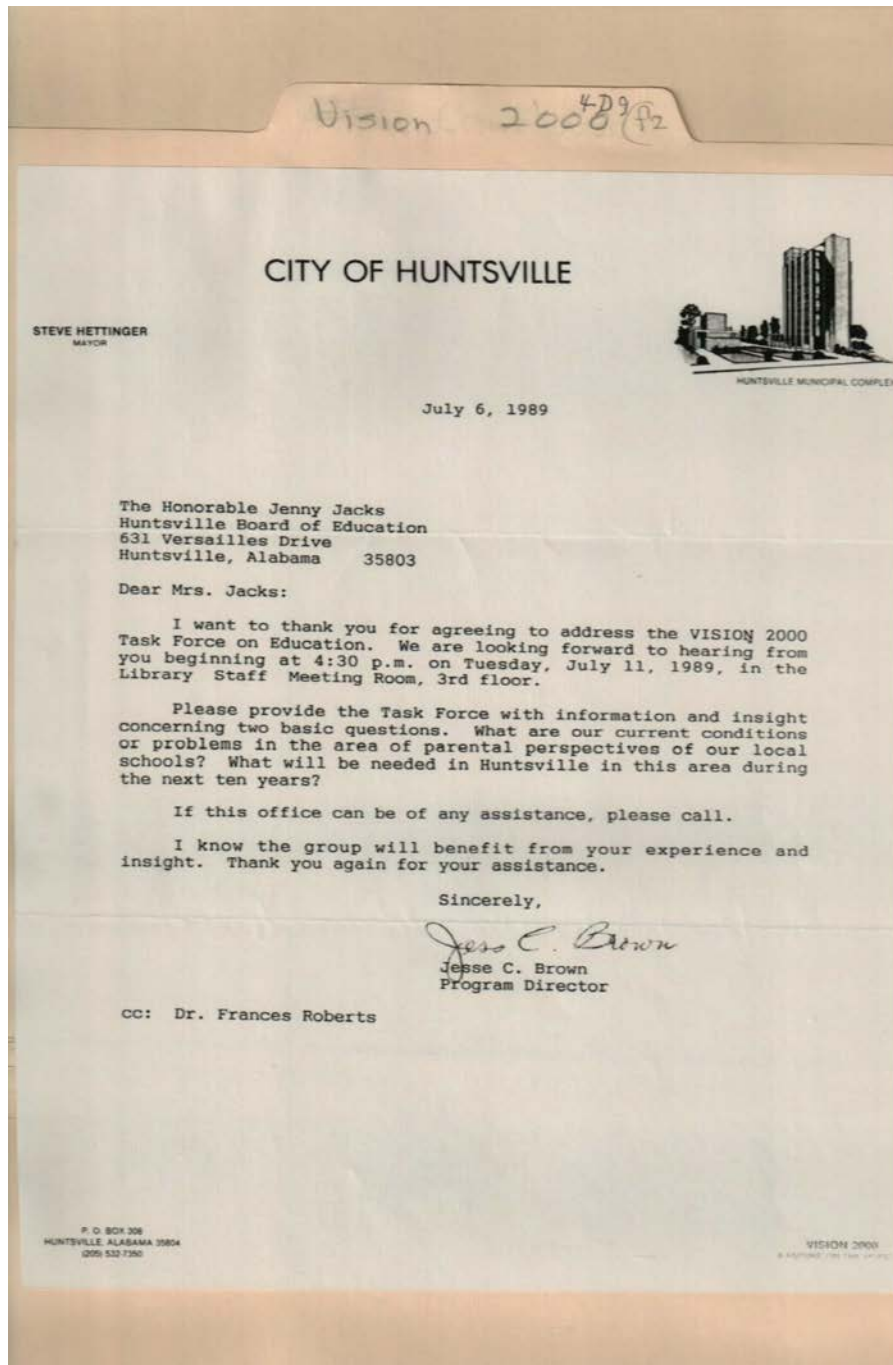 Vision 2000
4-D9 f2
CITY OF HUNTSVILLE
STEVE HETTINGER
MAYOR
HUNTSVILLE MUNICIPAL COMPLE
July 6, 1989
The Honorable Jenny Jacks
Huntsville Board of Education
631 Versailles Drive
Huntsville, Alabama 35803
Dear Mrs. Jacks:
I want to thank you for agreeing to address the VISION 2000
Task Force on Education. We are looking forward to hearing from
you beginning at 4:30 p.m. on Tuesday, July 11, 1989, in the
Library Staff Meeting Room, 3rd floor.
Please provide the Task Force with information and insight
concerning two basic questions. What are our current conditions
or problems in the area of parental perspectives of our local
schools? What will be needed in Huntsville in this area during
the next ten years?
If this office can be of any assistance, please call.
I know the group will benefit from your experience and
insight. Thank you again for your assistance.
Sincerely,
Jess C. Brown
Jesse C. Brown
Program Director
cc: Dr. Frances Roberts
P. O. BOX 308
HUNTSVILLE, ALABAMA 35804
(205) 532-7350
VISION 2000